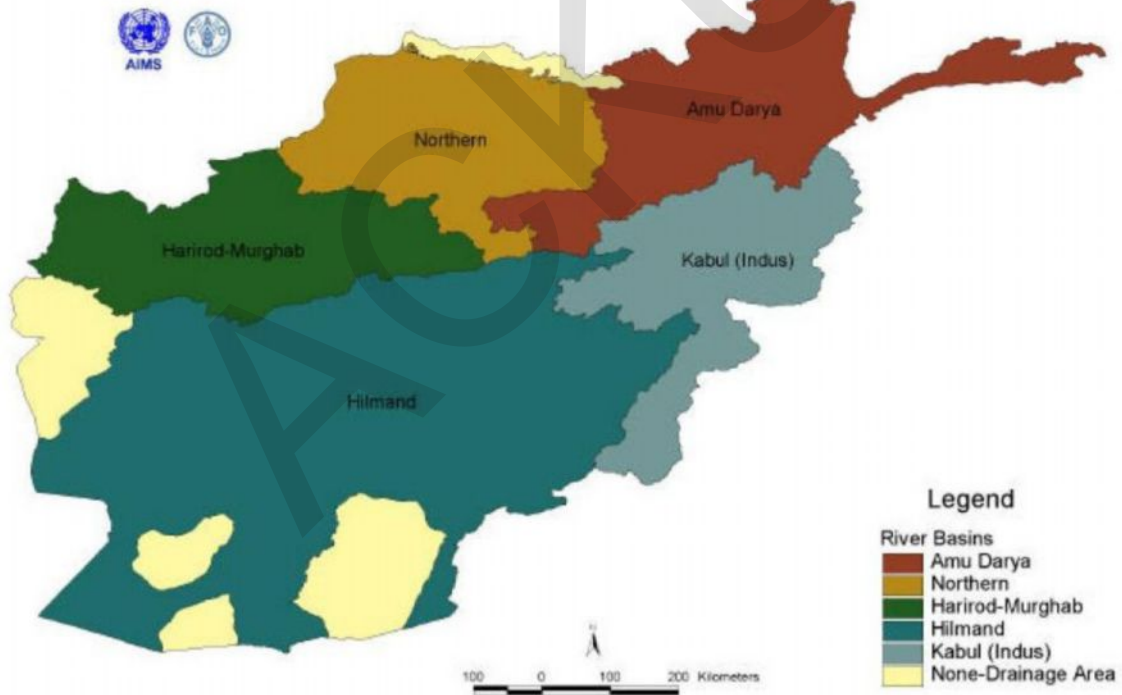 AIMS
Amu Darya
Northern
Harirod-Murghab
Kabul (Indus)
Hilmand
Legend
River Basins
Amu Darya
Northern
Harirod-Murghab
Hilmand
Kabul (Indus)
None-Drainage Area
100 0 100 200 Kilometers